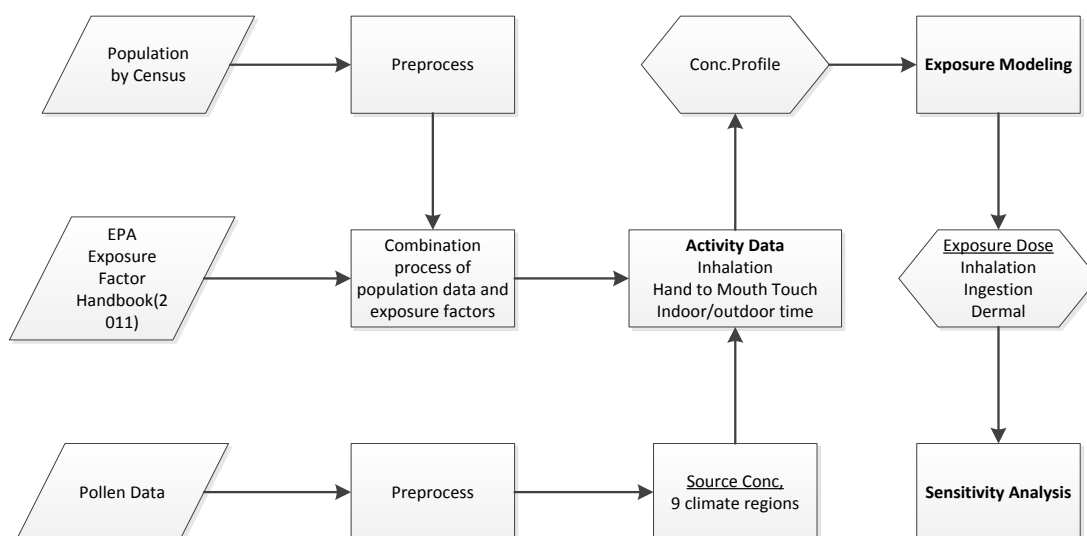 Population
by Census
Preprocess
Conc.Profile
Exposure Modeling
EPA
Exposure
Factor
Handbook(2
011)
Combination
process of
population data and
exposure factors
Activity Data
Inhalation
Hand to Mouth Touch
Indoor/outdoor time
Exposure Dose
Inhalation
Ingestion
Dermal
Pollen Data
Preprocess
Source Conc,
9 climate regions
Sensitivity Analysis